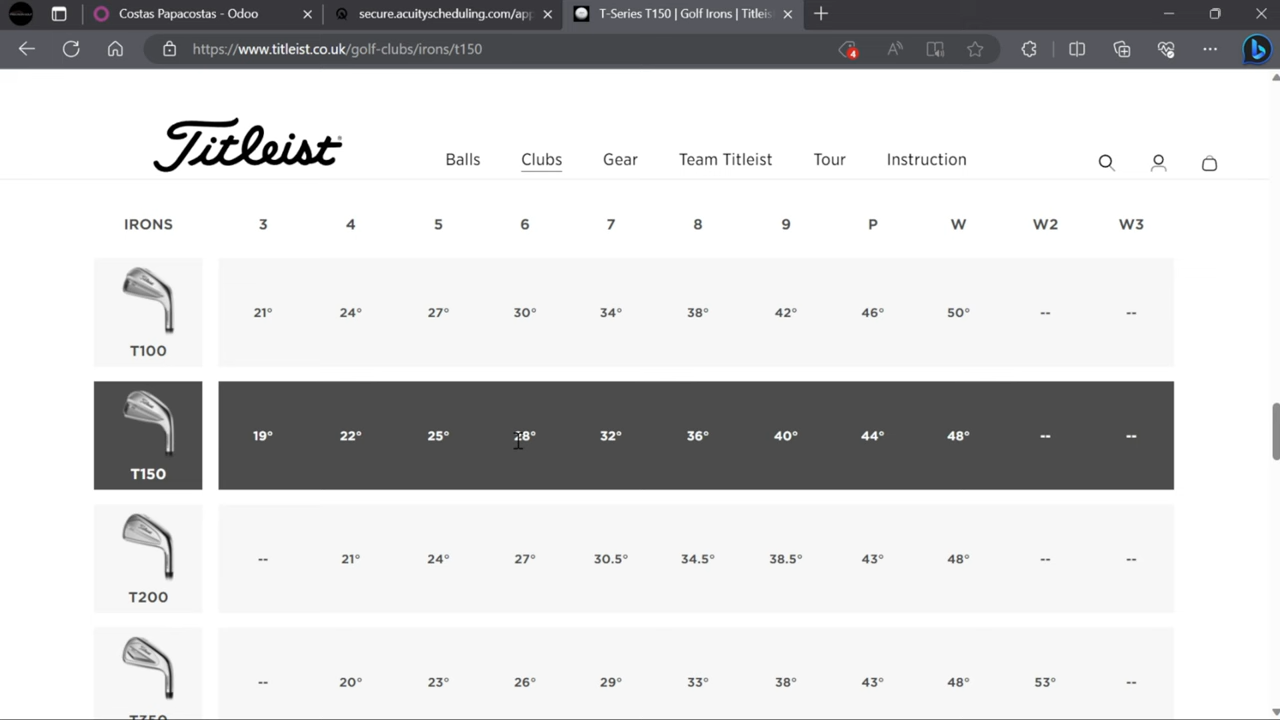 Costas Papacostas - Odoo
secure.acuityscheduling.com/app
T-Series T150 | Golf Irons | Titleis
https://www.titleist.co.uk/golf-clubs/irons/t150
4
Titleist
Balls Clubs Gear Team Titleist Tour Instruction
IRONS 3 4 5 6 7 8 9 P W W2 W3
21° 24° 27° 30° 34° 38° 42° 46° 50° -- --
T100
19° 22° 25° 28° 32° 36° 40° 44° 48° -- --
T150
-- 21° 24° 27° 30.5° 34.5° 38.5° 43° 48° -- --
T200
-- 20° 23° 26° 29° 33° 38° 43° 48° 53° --
T350